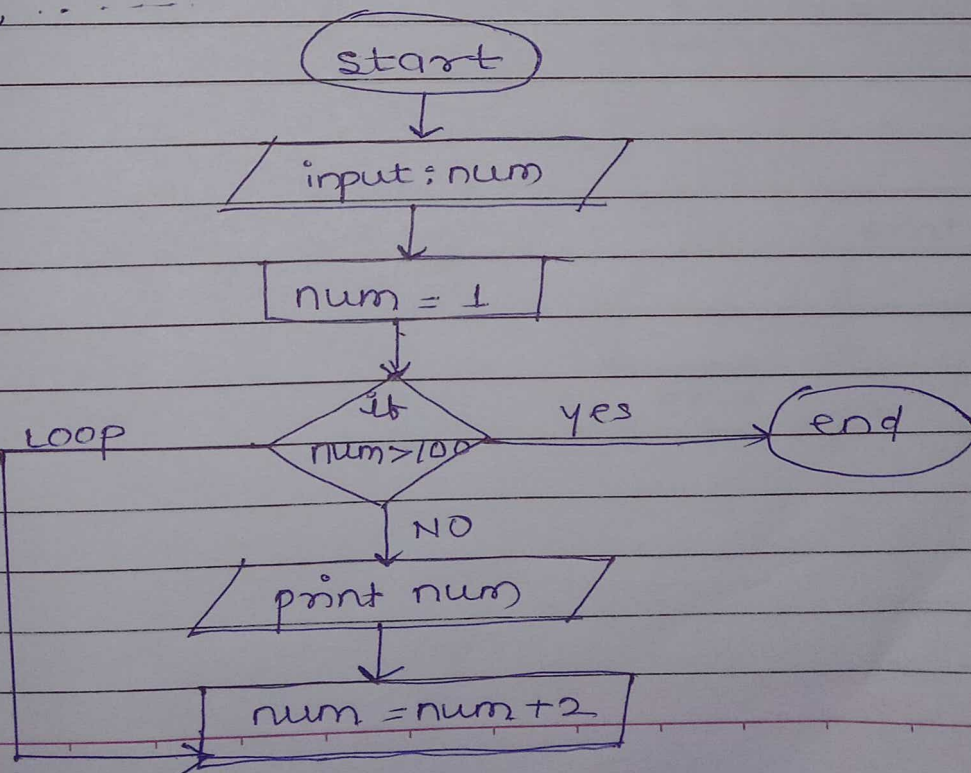 start
input : num
num = 1
if
num>100
yes
end
LOOP
NO
print num
num = num + 2